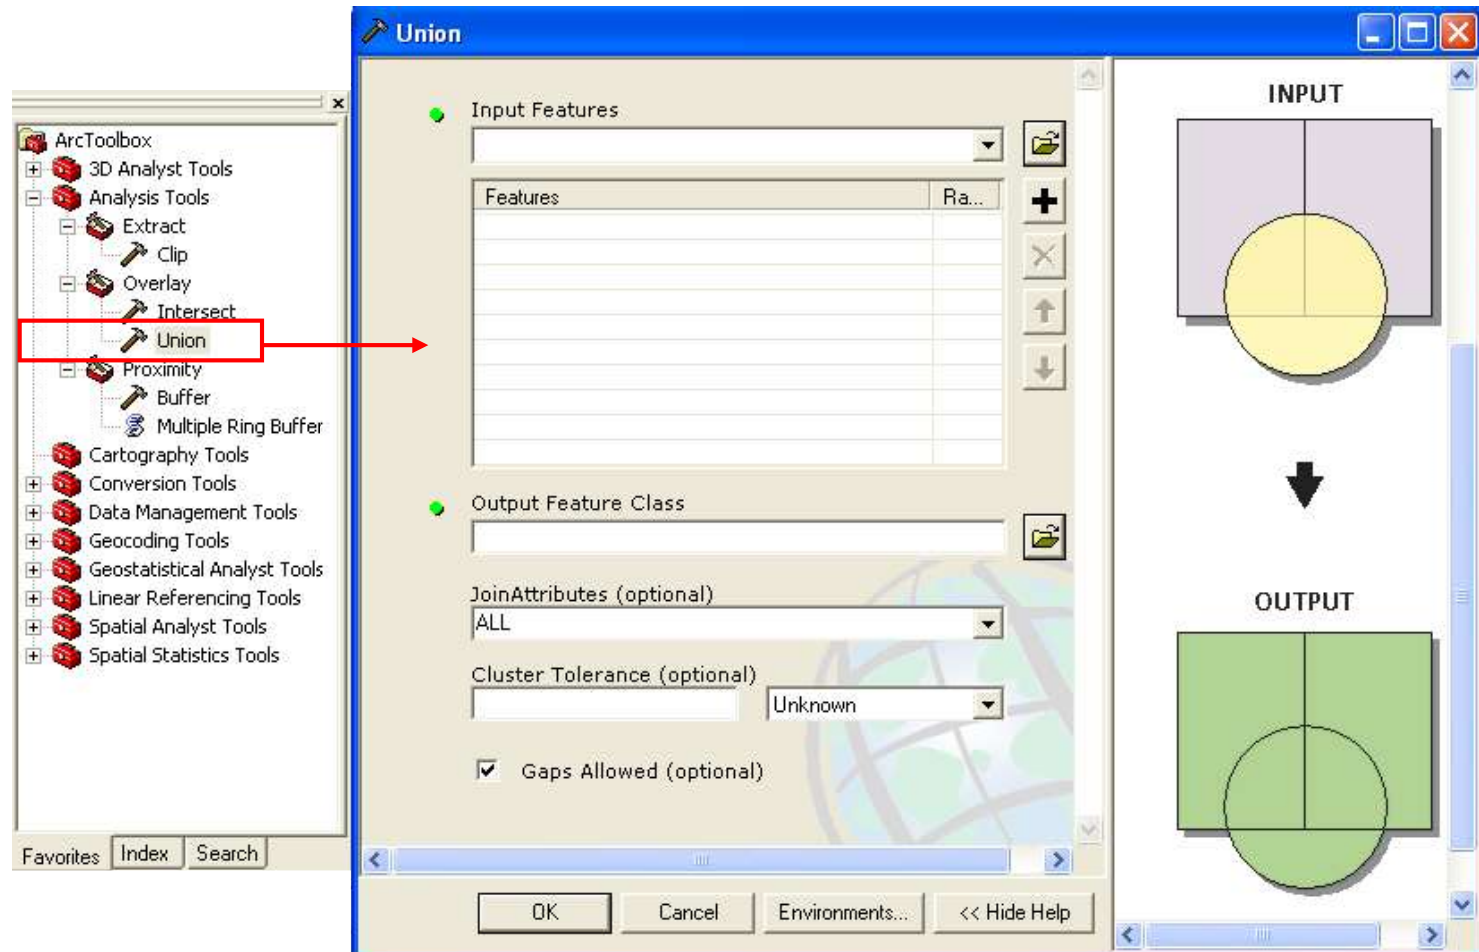 ArcToolbox
3D Analyst Tools
Analysis Tools
Extract
Clip
Overlay
Intersect
Union
Proximity
Buffer
Multiple Ring Buffer
Cartography Tools
Conversion Tools
Data Management Tools
Geocoding Tools
Geostatistical Analyst Tools
Linear Referencing Tools
Spatial Analyst Tools
Spatial Statistics Tools
Favorites Index Search
Union
Input Features
Features Ra...
Output Feature Class
JoinAttributes (optional)
ALL
Cluster Tolerance (optional)
Unknown
Gaps Allowed (optional)
OK Cancel Environments... << Hide Help
INPUT
OUTPUT